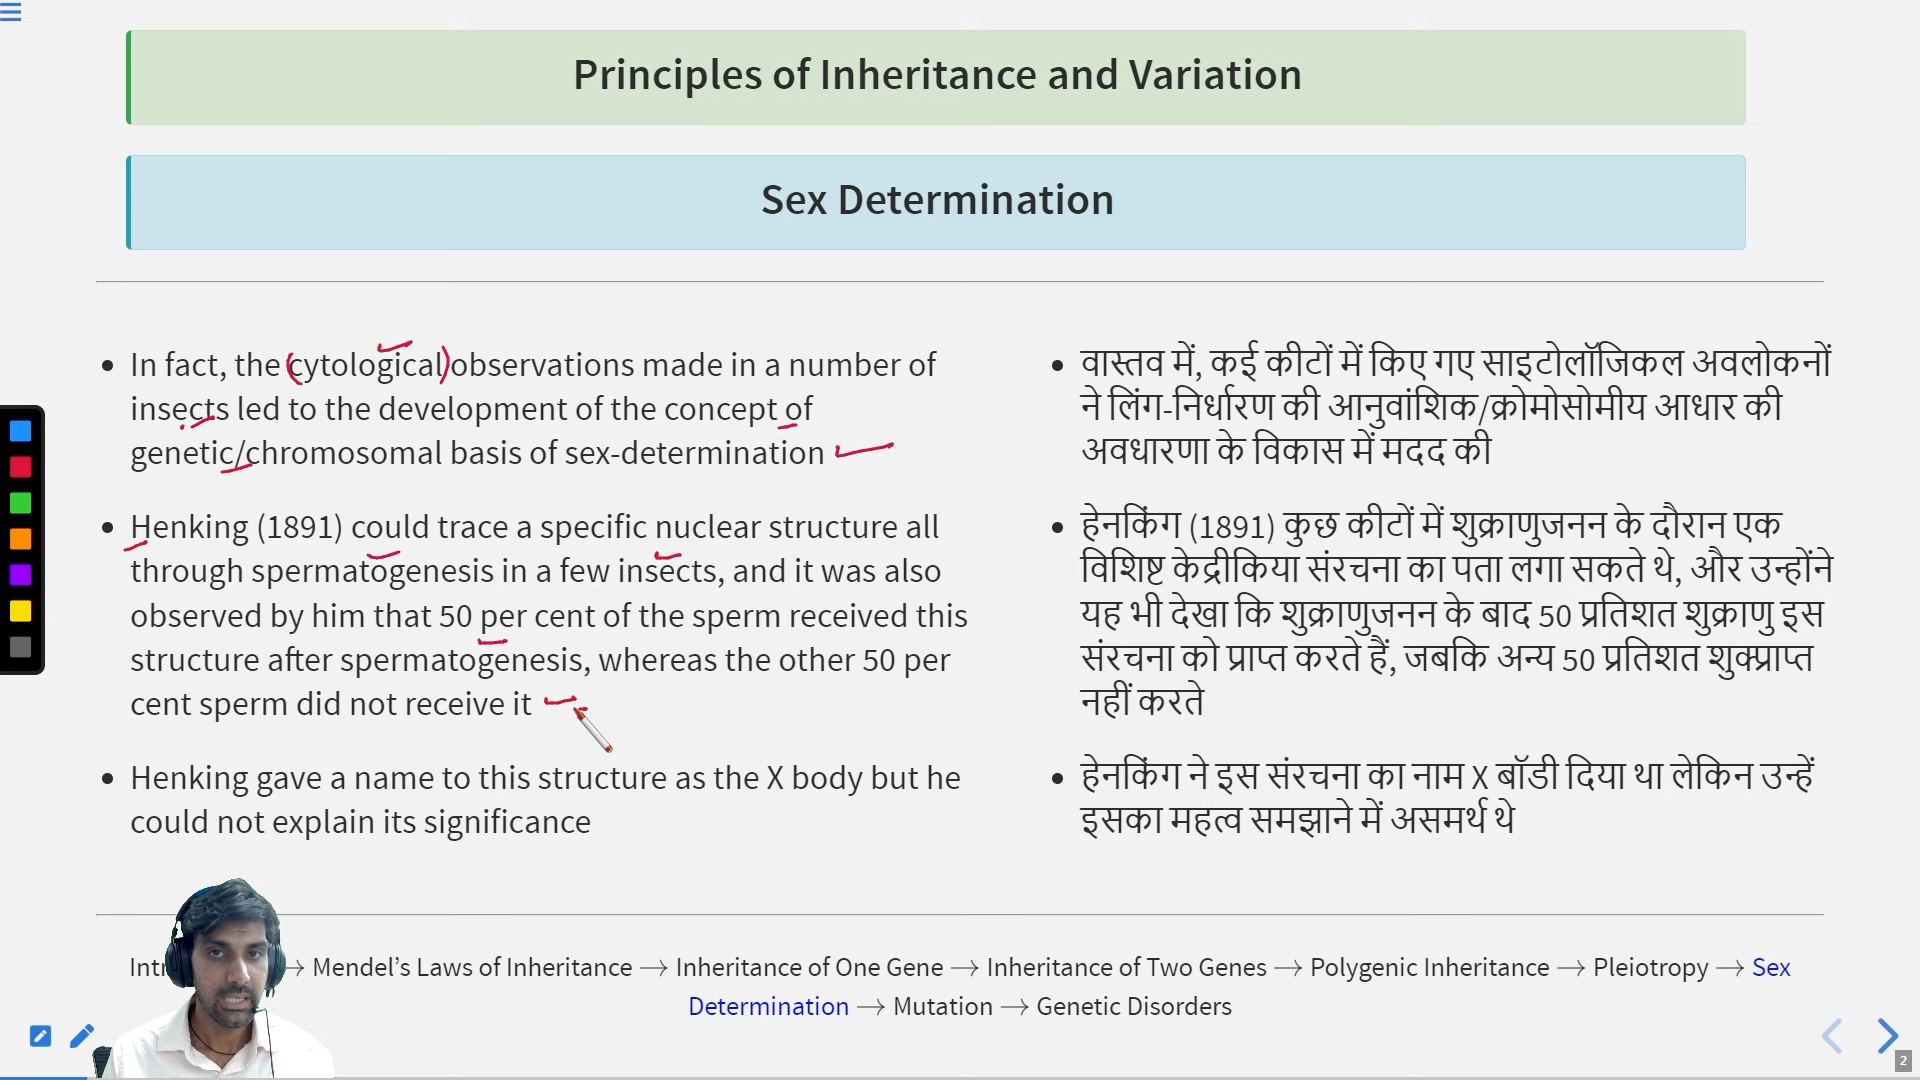 Principles of Inheritance and Variation
Sex Determination
In fact, the cytological observations made in a number of
insects led to the development of the concept of
genetic/chromosomal basis of sex-determination
Henking (1891) could trace a specific nuclear structure all
through spermatogenesis in a few insects, and it was also
observed by him that 50 per cent of the sperm received this
structure after spermatogenesis, whereas the other 50 per
cent sperm did not receive it
Henking gave a name to this structure as the X body but he
could not explain its significance
वास्तव में, कई कीटों में किए गए साइटोलॉजिकल अवलोकनों
ने लिंग-निर्धारण की आनुवांशिक/क्रोमोसोमीय आधार की
अवधारणा के विकास में मदद की
हेनकिंग (1891) कुछ कीटों में शुक्राणुजनन के दौरान एक
विशिष्ट केद्रीकिया संरचना का पता लगा सकते थे, और उन्होंने
यह भी देखा कि शुक्राणुजनन के बाद 50 प्रतिशत शुक्राणु इस
संरचना को प्राप्त करते हैं, जबकि अन्य 50 प्रतिशत शुक्प्राप्त
नहीं करते
हेनकिंग ने इस संरचना का नाम X बॉडी दिया था लेकिन उन्हें
इसका महत्व समझाने में असमर्थ थे
→ Mendel's Laws of Inheritance → Inheritance of One Gene → Inheritance of Two Genes → Polygenic Inheritance → Pleiotropy → Sex
Determination → Mutation → Genetic Disorders
2